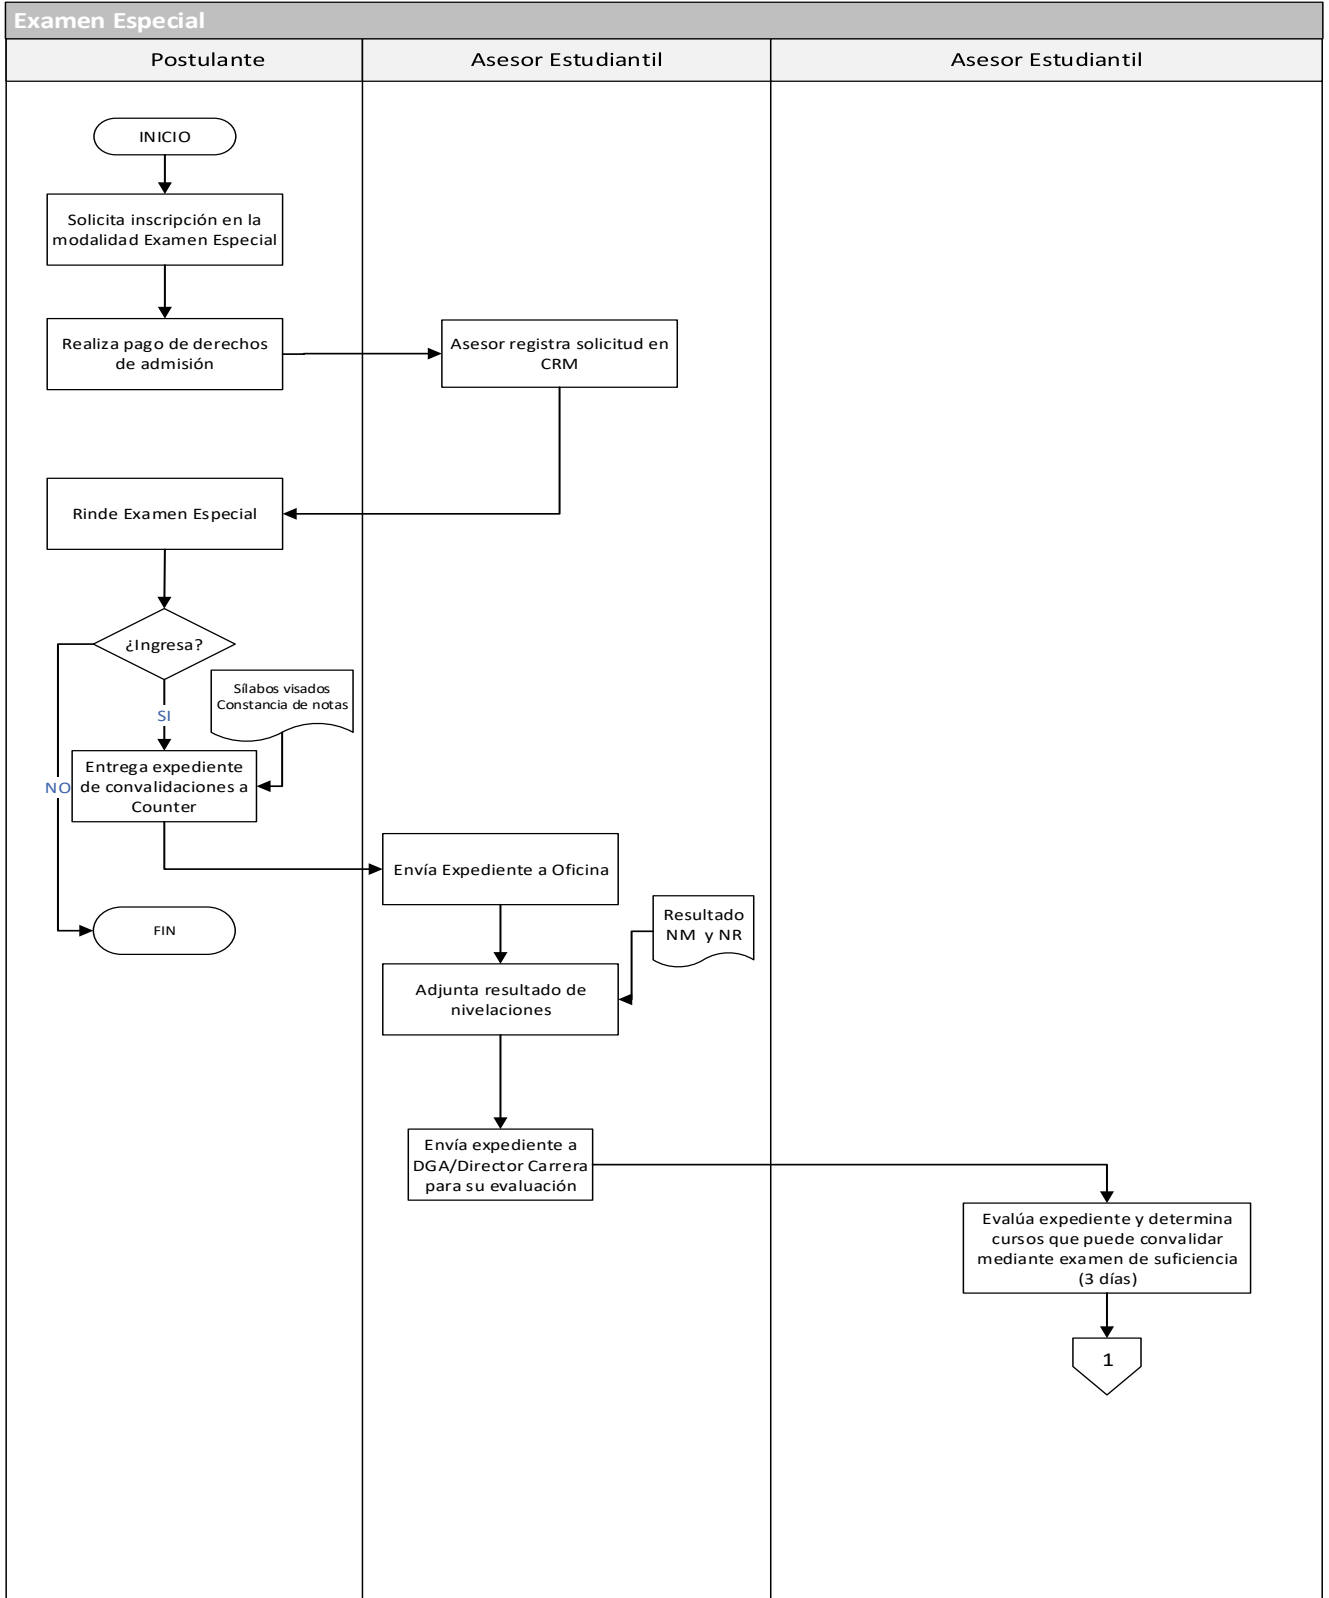 Examen Especial
Postulante
Asesor Estudiantil
Asesor Estudiantil
INICIO
Solicita inscripción en la
modalidad Examen Especial
Realiza pago de derechos
de admisión
Asesor registra solicitud en
CRM
Rinde Examen Especial
¿Ingresa?
Sílabos visados
Constancia de notas
SI
Entrega expediente
de convalidaciones a
Counter
NO
Envía Expediente a Oficina
Resultado
NM y NR
FIN
Adjunta resultado de
nivelaciones
Envía expediente a
DGA/Director Carrera
para su evaluación
Evalúa expediente y determina
cursos que puede convalidar
mediante examen de suficiencia
(3 días)
1